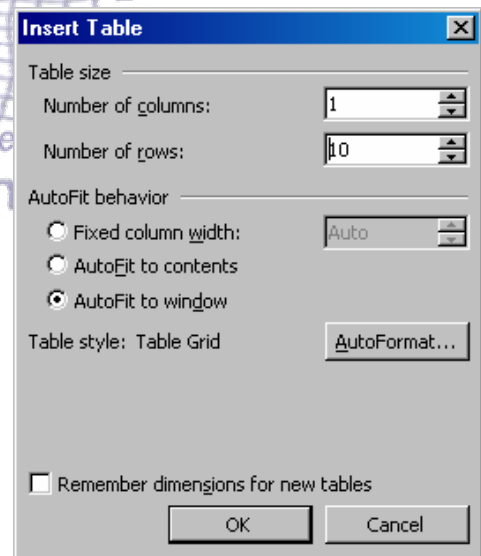 Insert Table
Table size
Number of columns: 1
Number of rows: 10
AutoFit behavior
Fixed column width: Auto
AutoFit to contents
AutoFit to window
Table style: Table Grid AutoFormat...
Remember dimensions for new tables
OK Cancel